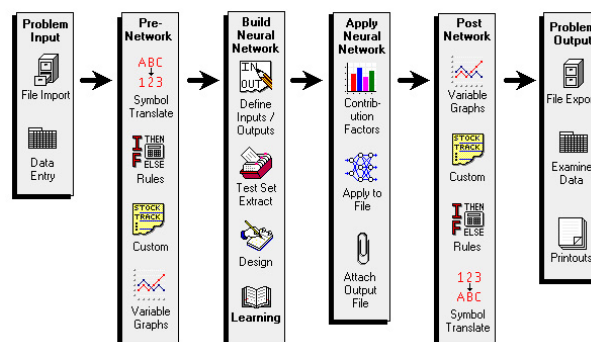 Problem
Input
File Import
Data
Entry
Pre-
Network
ABC
123
Symbol
Translate
IF THEN
ELSE
Rules
STOCK
TRACK
Custom
Variable
Graphs
Build
Neural
Network
IN
OUT
Define
Inputs /
Outputs
Test Set
Extract
Design
Learning
Apply
Neural
Network
Contrib-
ution
Factors
Apply to
File
Attach
Output
File
Post
Network
Variable
Graphs
STOCK
TRACK
Custom
IF THEN
ELSE
Rules
123
ABC
Symbol
Translate
Problem
Output
File Export
Examine
Data
Printouts